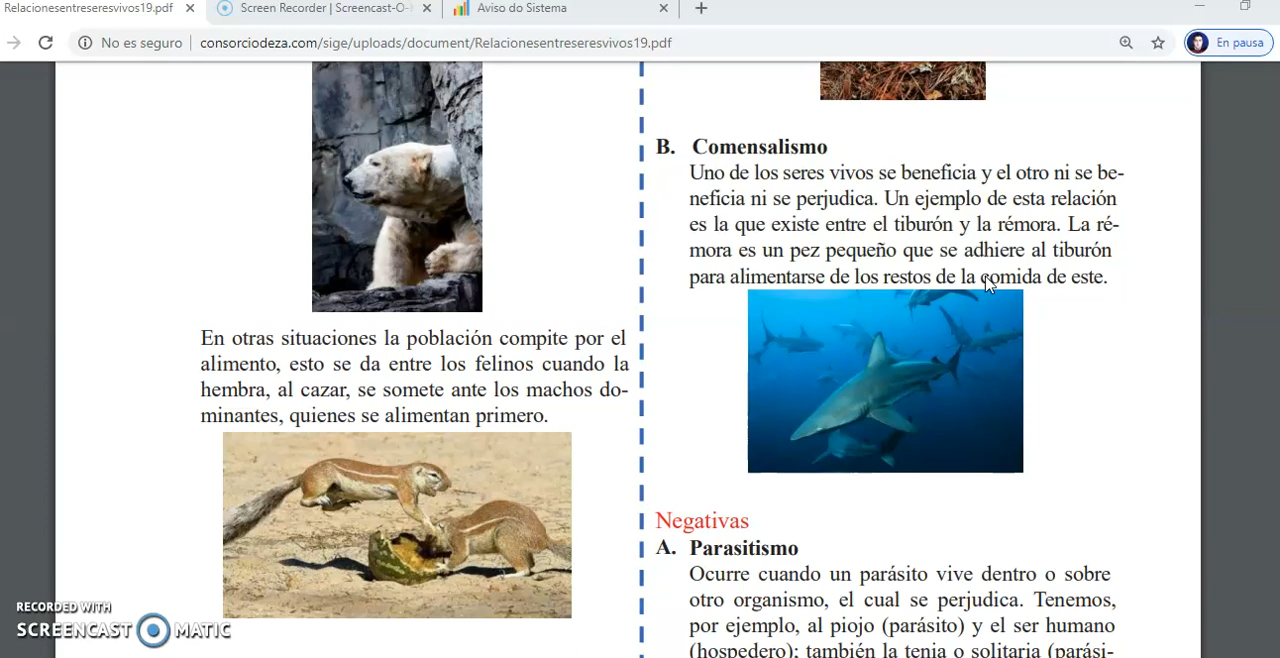 Relacionesentreseresvivos19.pdf
Screen Recorder | Screencast-O-
Aviso do Sistema
No es seguro
consorciodeza.com/sige/uploads/document/Relacionesentreseresvivos19.pdf
En pausa
En otras situaciones la población compite por el
alimento, esto se da entre los felinos cuando la
hembra, al cazar, se somete ante los machos do-
minantes, quienes se alimentan primero.
B. Comensalismo
Uno de los seres vivos se beneficia y el otro ni se be-
neficia ni se perjudica. Un ejemplo de esta relación
es la que existe entre el tiburón y la rémora. La ré-
mora es un pez pequeño que se adhiere al tiburón
para alimentarse de los restos de la comida de este.
Negativas
A. Parasitismo
Ocurre cuando un parásito vive dentro o sobre
otro organismo, el cual se perjudica. Tenemos,
por ejemplo, al piojo (parásito) y el ser humano
(hospedero); también la tenia o solitaria (parási-
RECORDED WITH
SCREENCAST MATIC